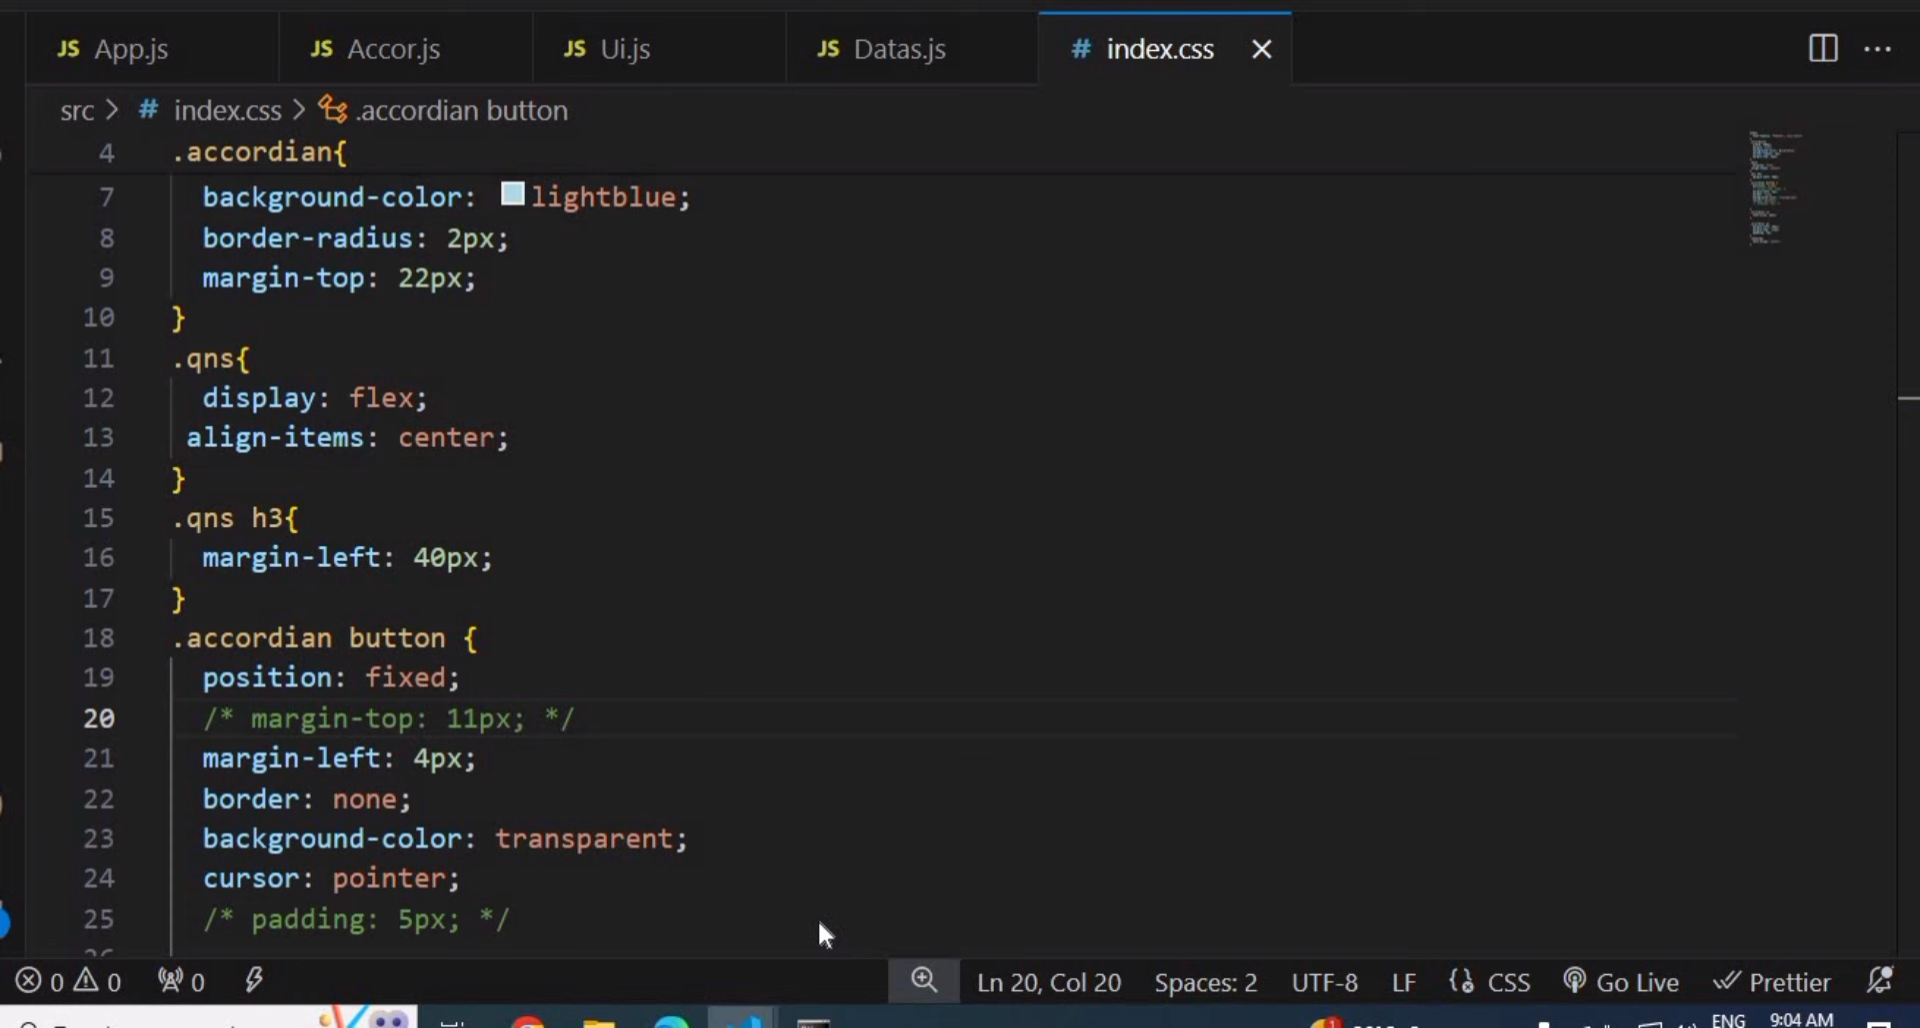 JS App.js JS Accor.js JS Ui.js JS Datas.js # index.css
src > # index.css > .accordian button
4 .accordian{
7 background-color: lightblue;
8 border-radius: 2px;
9 margin-top: 22px;
10 }
11 .qns{
12 display: flex;
13 align-items: center;
14 }
15 .qns h3{
16 margin-left: 40px;
17 }
18 .accordian button {
19 position: fixed;
20 /* margin-top: 11px; */
21 margin-left: 4px;
22 border: none;
23 background-color: transparent;
24 cursor: pointer;
25 /* padding: 5px; */
0 0 0 Ln 20, Col 20 Spaces: 2 UTF-8 LF CSS Go Live Prettier
ENG 9:04 AM